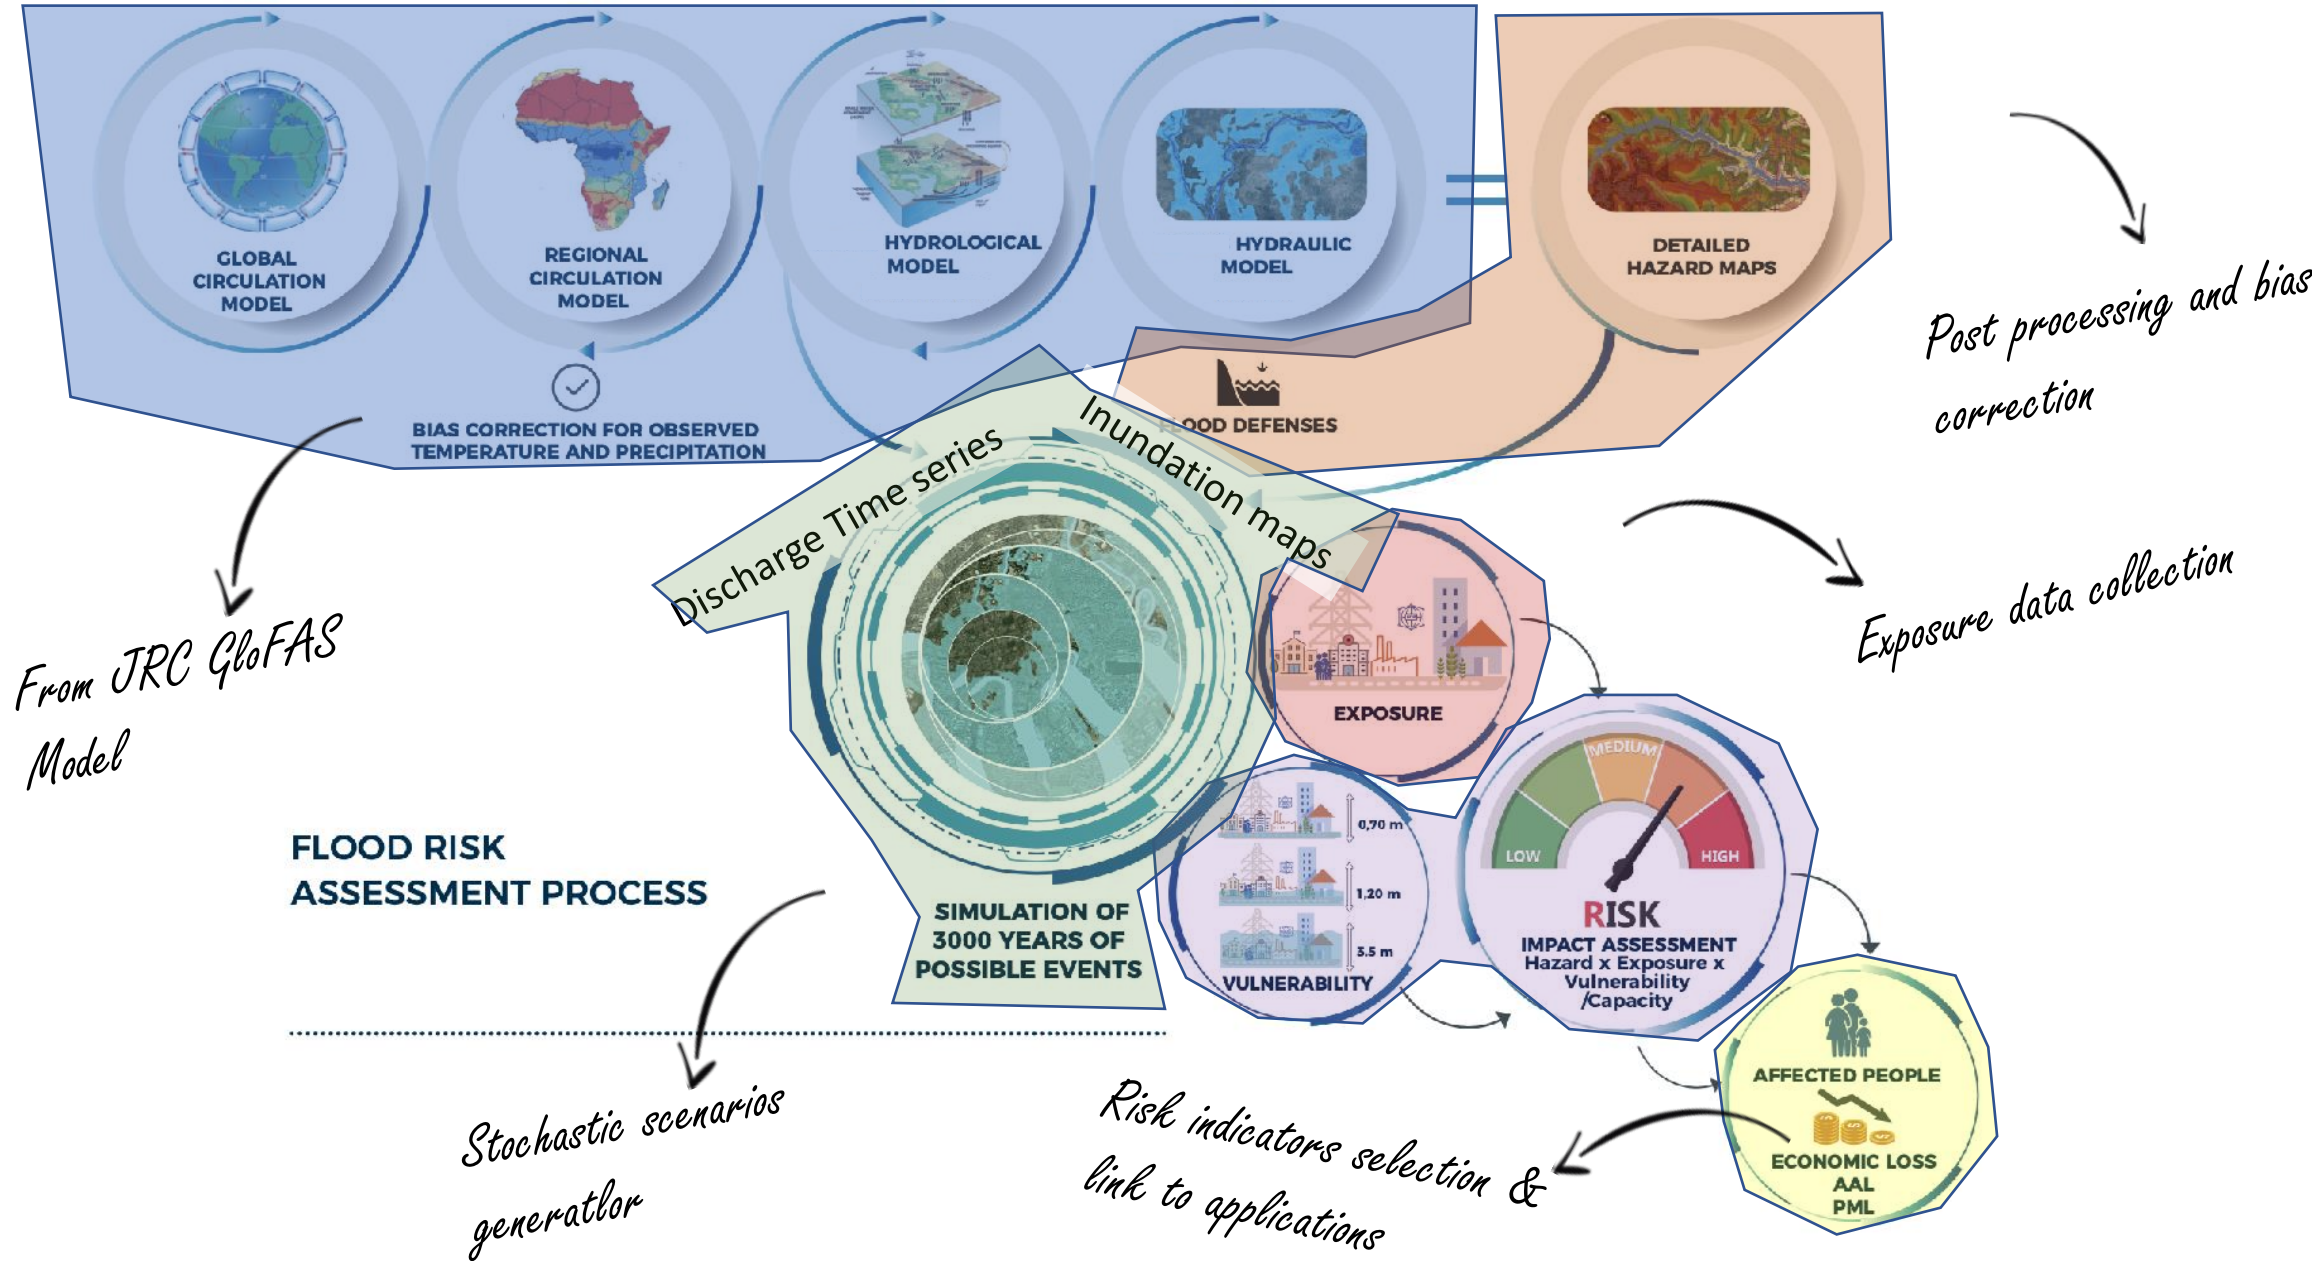 GLOBAL
CIRCULATION
MODEL
REGIONAL
CIRCULATION
MODEL
HYDROLOGICAL
MODEL
HYDRAULIC
MODEL
DETAILED
HAZARD MAPS
BIAS CORRECTION FOR OBSERVED
TEMPERATURE AND PRECIPITATION
FLOOD DEFENSES
Post processing and bias
correction
Discharge Time series
Inundation maps
Exposure data collection
From JRC GloFAS
Model
EXPOSURE
0,70 m
1,20 m
3.5 m
VULNERABILITY
LOW
MEDIUM
HIGH
RISK
IMPACT ASSESSMENT
Hazard x Exposure x
Vulnerability
/Capacity
FLOOD RISK
ASSESSMENT PROCESS
SIMULATION OF
3000 YEARS OF
POSSIBLE EVENTS
Stochastic scenarios
generatlor
Risk indicators selection &
link to applications
AFFECTED PEOPLE
ECONOMIC LOSS
AAL
PML